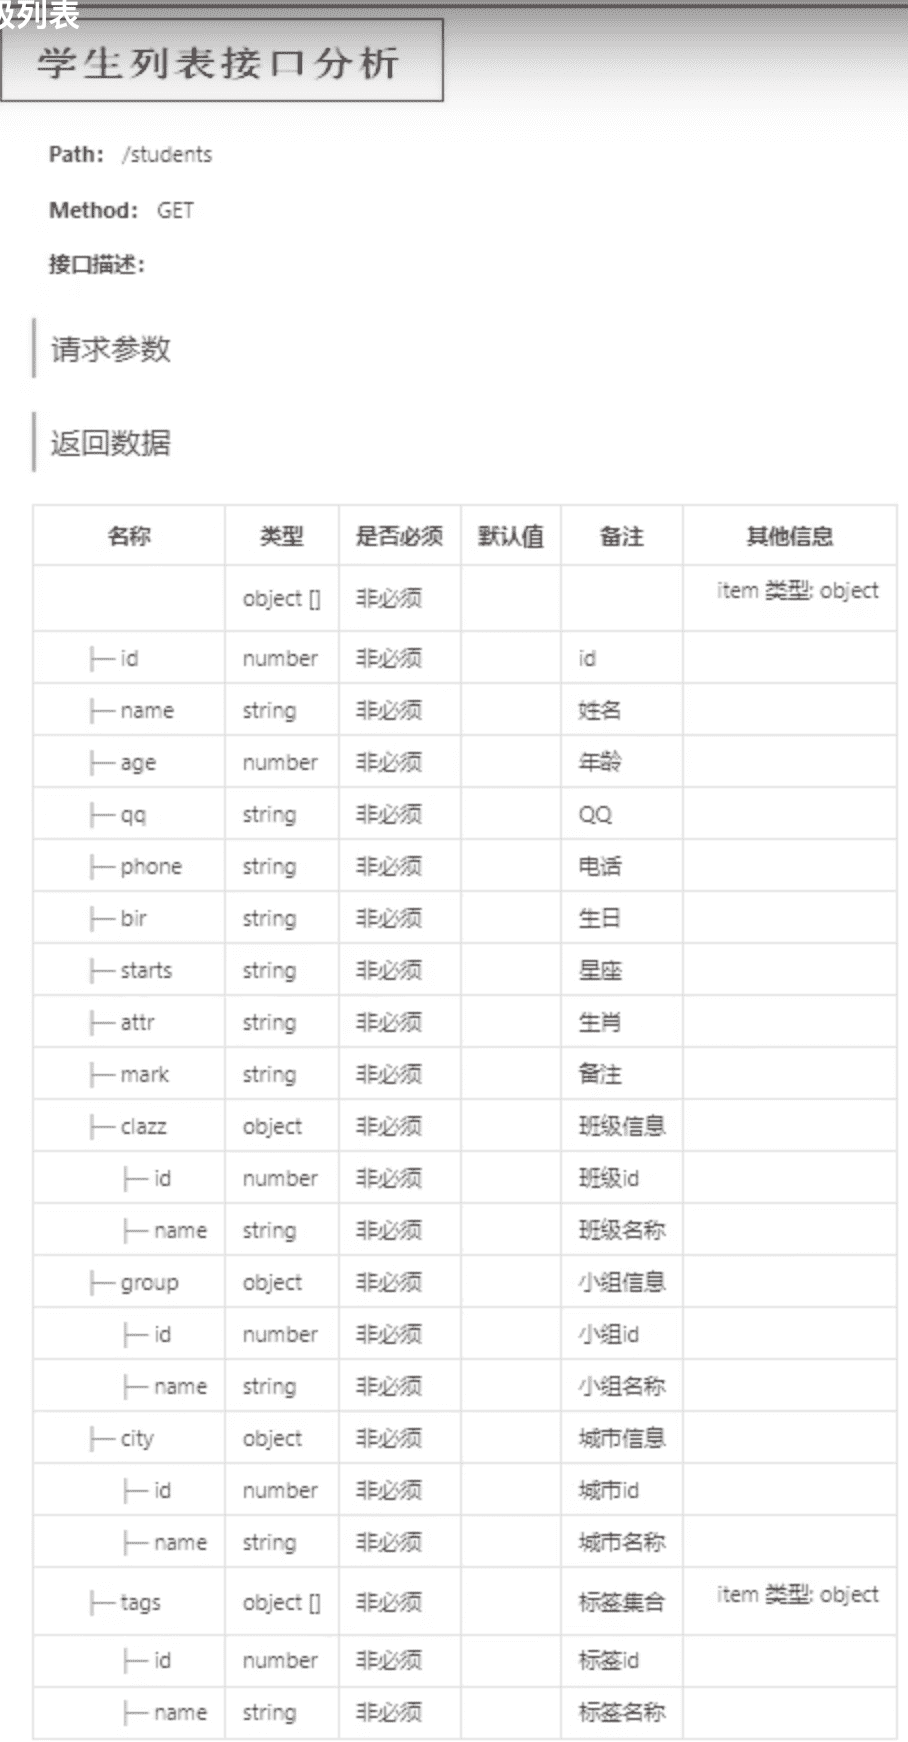 级列表
学生列表接口分析
Path： /students
Method： GET
接口描述：
请求参数
返回数据
名称 类型 是否必须 默认值 备注 其他信息
object [] 非必须 item 类型: object
├─ id number 非必须 id
├─ name string 非必须 姓名
├─ age number 非必须 年龄
├─ qq string 非必须 QQ
├─ phone string 非必须 电话
├─ bir string 非必须 生日
├─ starts string 非必须 星座
├─ attr string 非必须 生肖
├─ mark string 非必须 备注
├─ clazz object 非必须 班级信息
├─ id number 非必须 班级id
├─ name string 非必须 班级名称
├─ group object 非必须 小组信息
├─ id number 非必须 小组id
├─ name string 非必须 小组名称
├─ city object 非必须 城市信息
├─ id number 非必须 城市id
├─ name string 非必须 城市名称
├─ tags object [] 非必须 标签集合 item 类型: object
├─ id number 非必须 标签id
├─ name string 非必须 标签名称